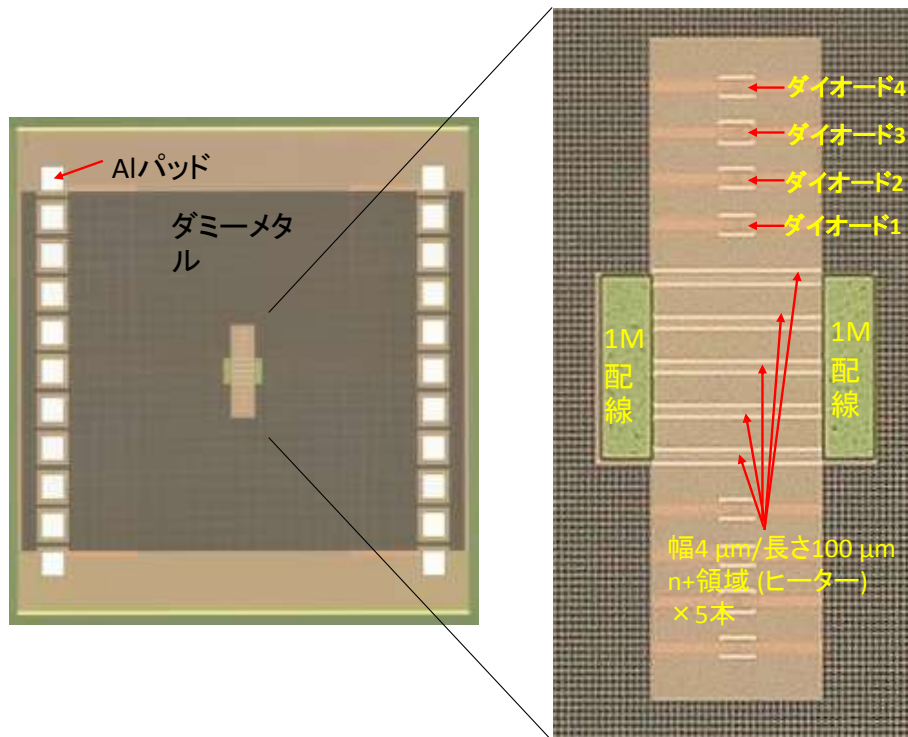 Alパッド
ダミーメタ
ル
ダイオード4
ダイオード3
ダイオード2
ダイオード1
1M
配
線
1M
配
線
幅4 µm/長さ100 µm
n+領域 (ヒーター)
×5本